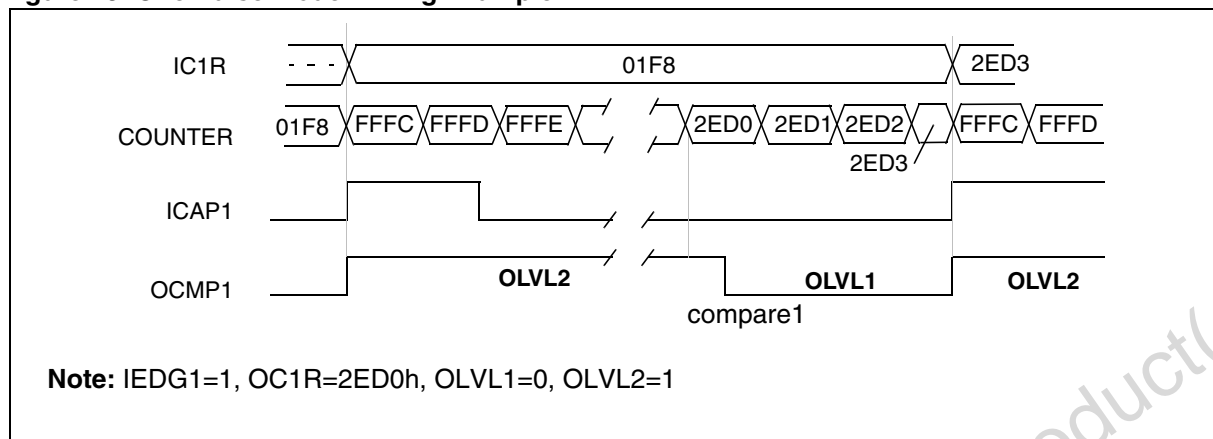 IC1R - - - 01F8 2ED3
COUNTER 01F8 FFFC FFFD FFFE 2ED0 2ED1 2ED2 FFFC FFFD
2ED3
ICAP1
OCMP1 OLVL2 OLVL1 OLVL2
compare1
Note: IEDG1=1, OC1R=2ED0h, OLVL1=0, OLVL2=1